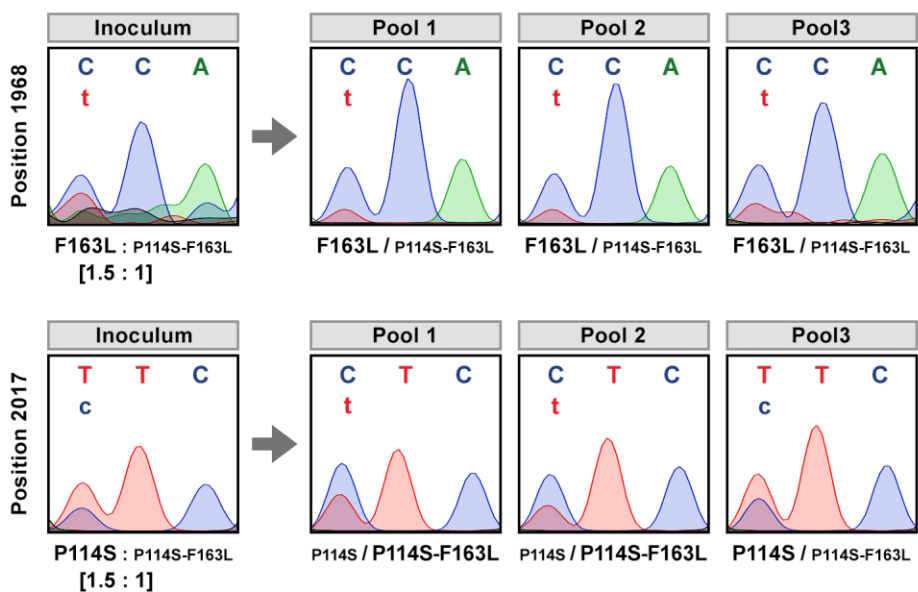 Inoculum Pool 1 Pool 2 Pool3
Position 1968
C C A C C A C C A C C A
t t t t
F163L : P114S-F163L F163L / P114S-F163L F163L / P114S-F163L F163L / P114S-F163L
[1.5 : 1]
Inoculum Pool 1 Pool 2 Pool3
Position 2017
T T C C T C C T C T T C
c t t c
P114S : P114S-F163L P114S / P114S-F163L P114S / P114S-F163L P114S / P114S-F163L
[1.5 : 1]